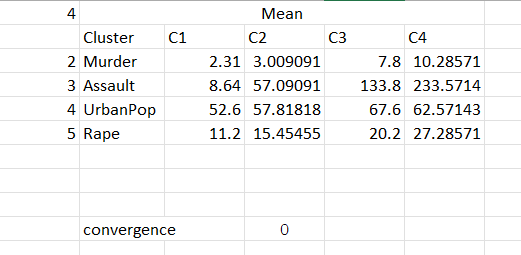 4 Mean
Cluster C1 C2 C3 C4
2 Murder 2.31 3.009091 7.8 10.28571
3 Assault 8.64 57.09091 133.8 233.5714
4 UrbanPop 52.6 57.81818 67.6 62.57143
5 Rape 11.2 15.45455 20.2 27.28571
convergence 0